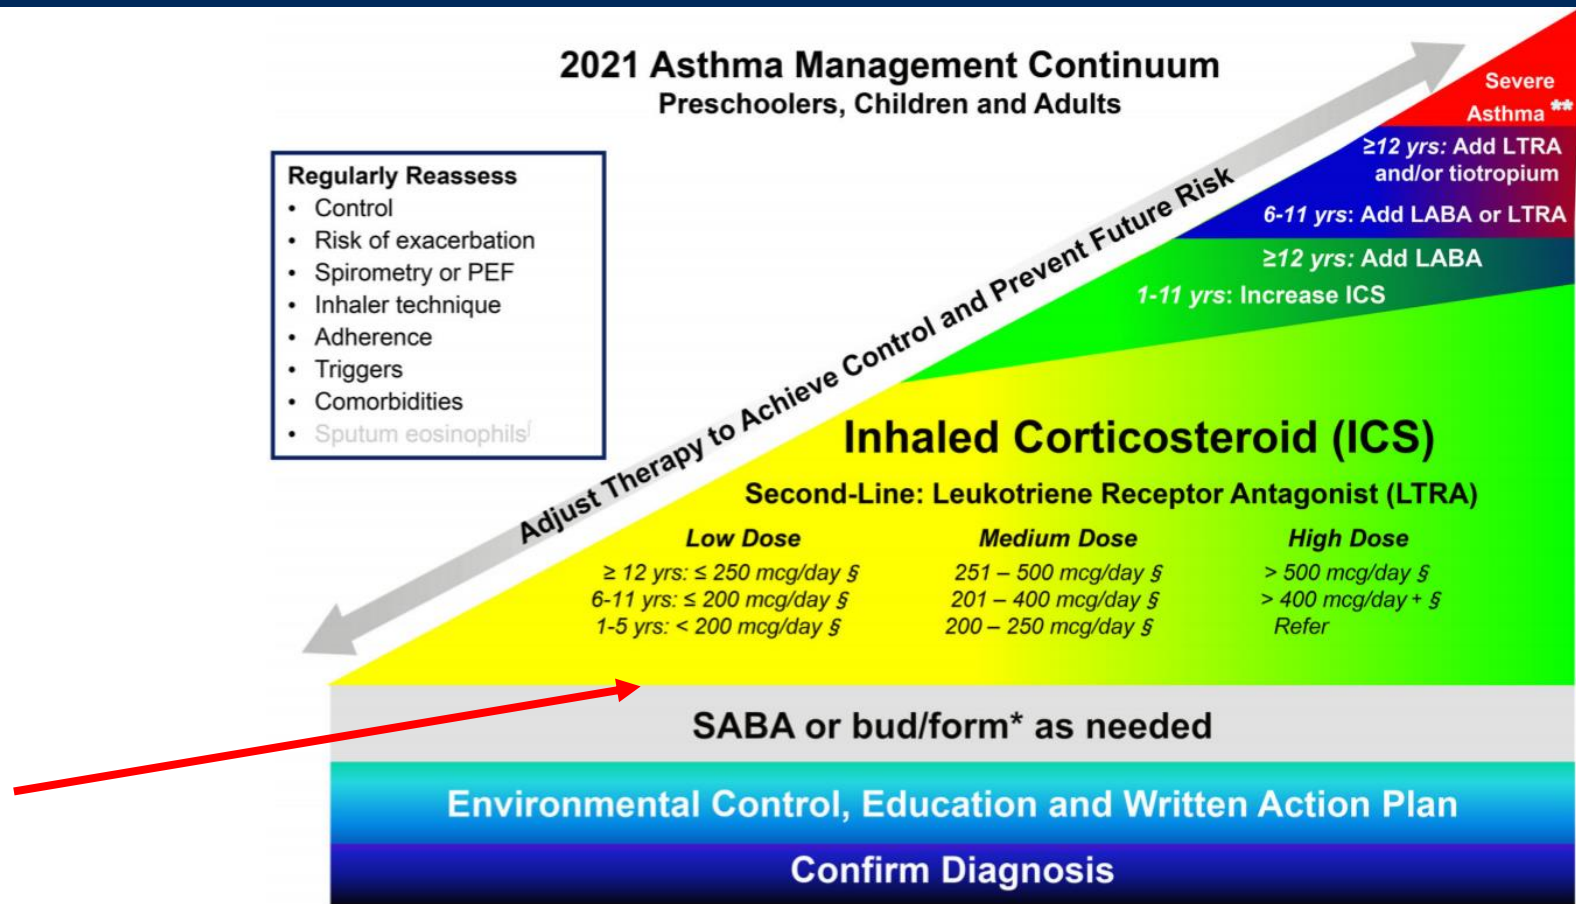 2021 Asthma Management Continuum
Preschoolers, Children and Adults
Regularly Reassess
• Control
• Risk of exacerbation
• Spirometry or PEF
• Inhaler technique
• Adherence
• Triggers
• Comorbidities
• Sputum eosinophils∫
Adjust Therapy to Achieve Control and Prevent Future Risk
Severe
Asthma **
≥12 yrs: Add LTRA
and/or tiotropium
6-11 yrs: Add LABA or LTRA
≥12 yrs: Add LABA
1-11 yrs: Increase ICS
Inhaled Corticosteroid (ICS)
Second-Line: Leukotriene Receptor Antagonist (LTRA)
Low Dose Medium Dose High Dose
≥ 12 yrs: ≤ 250 mcg/day § 251 – 500 mcg/day § > 500 mcg/day §
6-11 yrs: ≤ 200 mcg/day § 201 – 400 mcg/day § > 400 mcg/day + §
1-5 yrs: < 200 mcg/day § 200 – 250 mcg/day § Refer
SABA or bud/form* as needed
Environmental Control, Education and Written Action Plan
Confirm Diagnosis